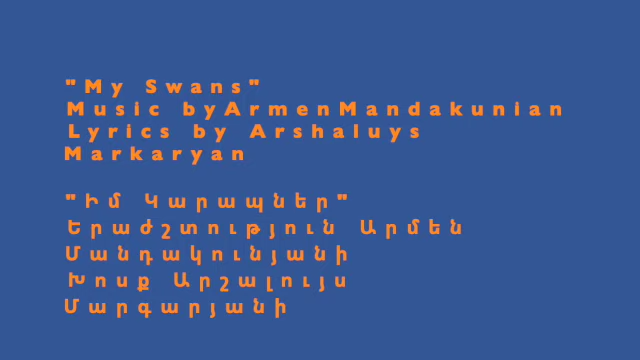 "My Swans"
Music byArmenMandakunian
Lyrics by Arshaluys
Markaryan
"Իմ Կարապներ"
Երաժշտություն Արմեն
Մանդակունյանի
Խոսք Արշալույս
Մարգարյանի